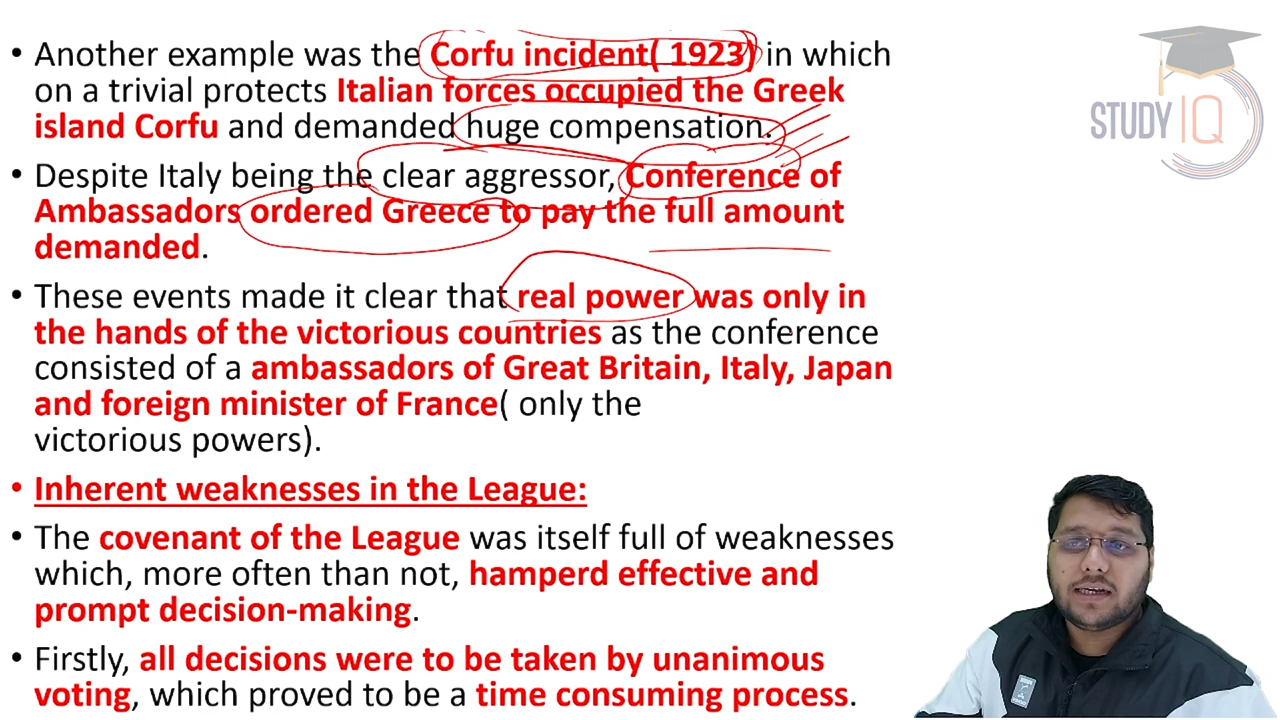 • Another example was the Corfu incident( 1923) in which
on a trivial protects Italian forces occupied the Greek
island Corfu and demanded huge compensation.
• Despite Italy being the clear aggressor, Conference of
Ambassadors ordered Greece to pay the full amount
demanded.
• These events made it clear that real power was only in
the hands of the victorious countries as the conference
consisted of a ambassadors of Great Britain, Italy, Japan
and foreign minister of France( only the
victorious powers).
• Inherent weaknesses in the League:
• The covenant of the League was itself full of weaknesses
which, more often than not, hamperd effective and
prompt decision-making.
• Firstly, all decisions were to be taken by unanimous
voting, which proved to be a time consuming process.
STUDY IQ